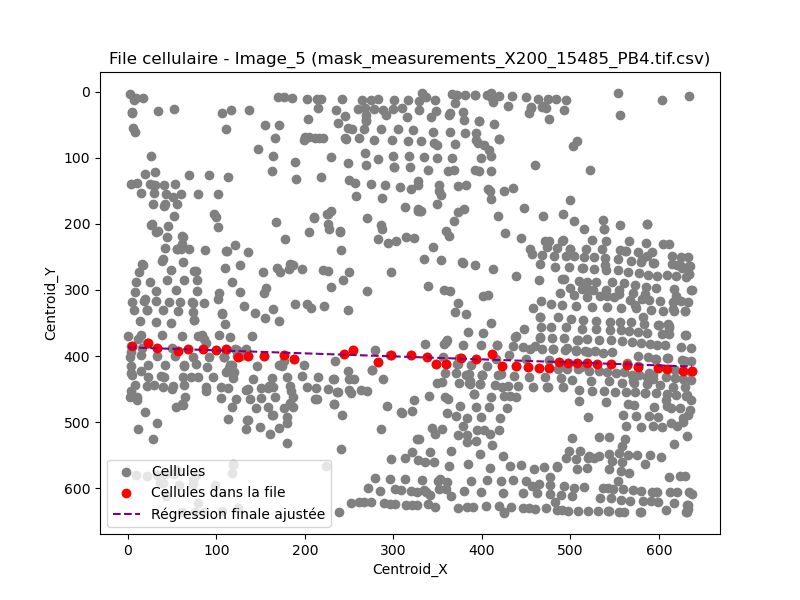 File cellulaire - Image_5 (mask_measurements_X200_15485_PB4.tif.csv)
0
100
200
300
400
500
600
Centroid_Y
Cellules
Cellules dans la file
Régression finale ajustée
0 100 200 300 400 500 600
Centroid_X